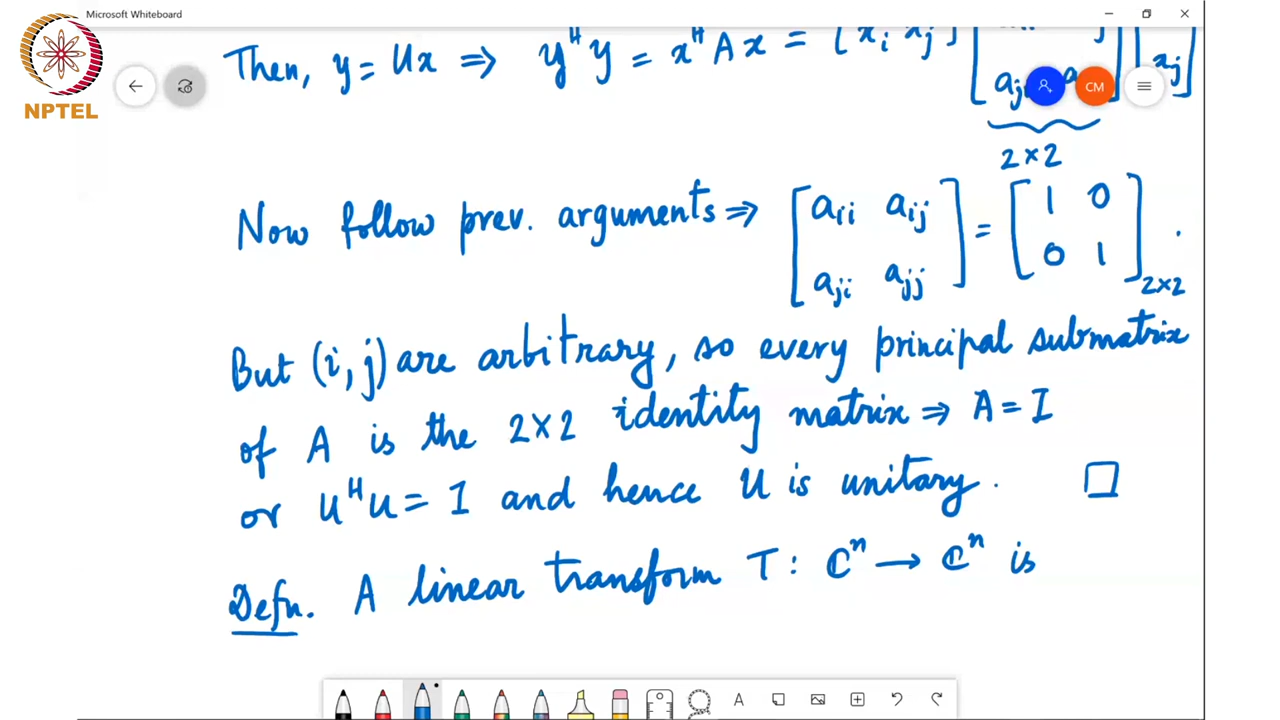 Microsoft Whiteboard
NPTEL
CM
Then, y = Ux ⇒ y^H y = x^H A x = [x_i x_j]
a_ji
x_j
2×2
Now follow prev. arguments ⇒ [a_ii a_ij
a_ji a_jj] = [1 0
0 1]_2×2 .
But (i, j) are arbitrary, so every principal submatrix
of A is the 2×2 identity matrix ⇒ A = I
or U^H U = I and hence U is unitary. □
Defn. A linear transform T : ℂ^n → ℂ^n is
A